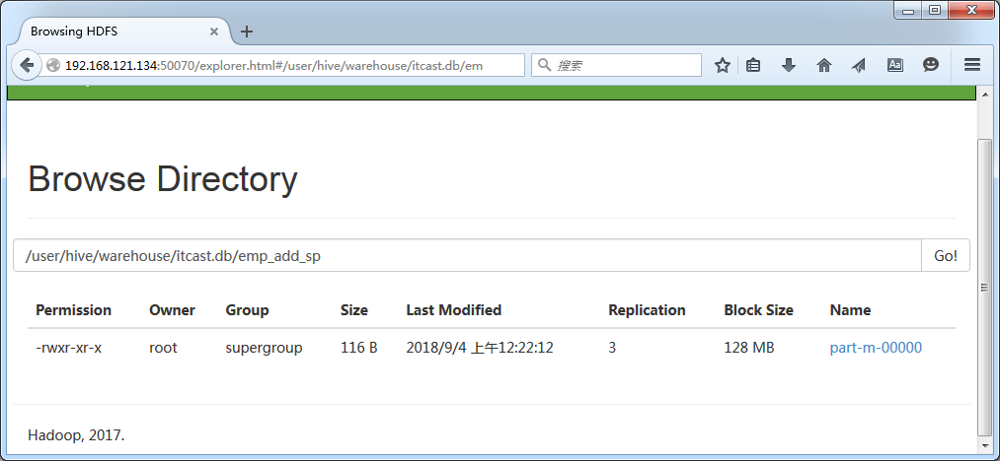 Browsing HDFS
192.168.121.134:50070/explorer.html#/user/hive/warehouse/itcast.db/em
搜索
Browse Directory
/user/hive/warehouse/itcast.db/emp_add_sp Go!
Permission Owner Group Size Last Modified Replication Block Size Name
-rwxr-xr-x root supergroup 116 B 2018/9/4 上午12:22:12 3 128 MB part-m-00000
Hadoop, 2017.